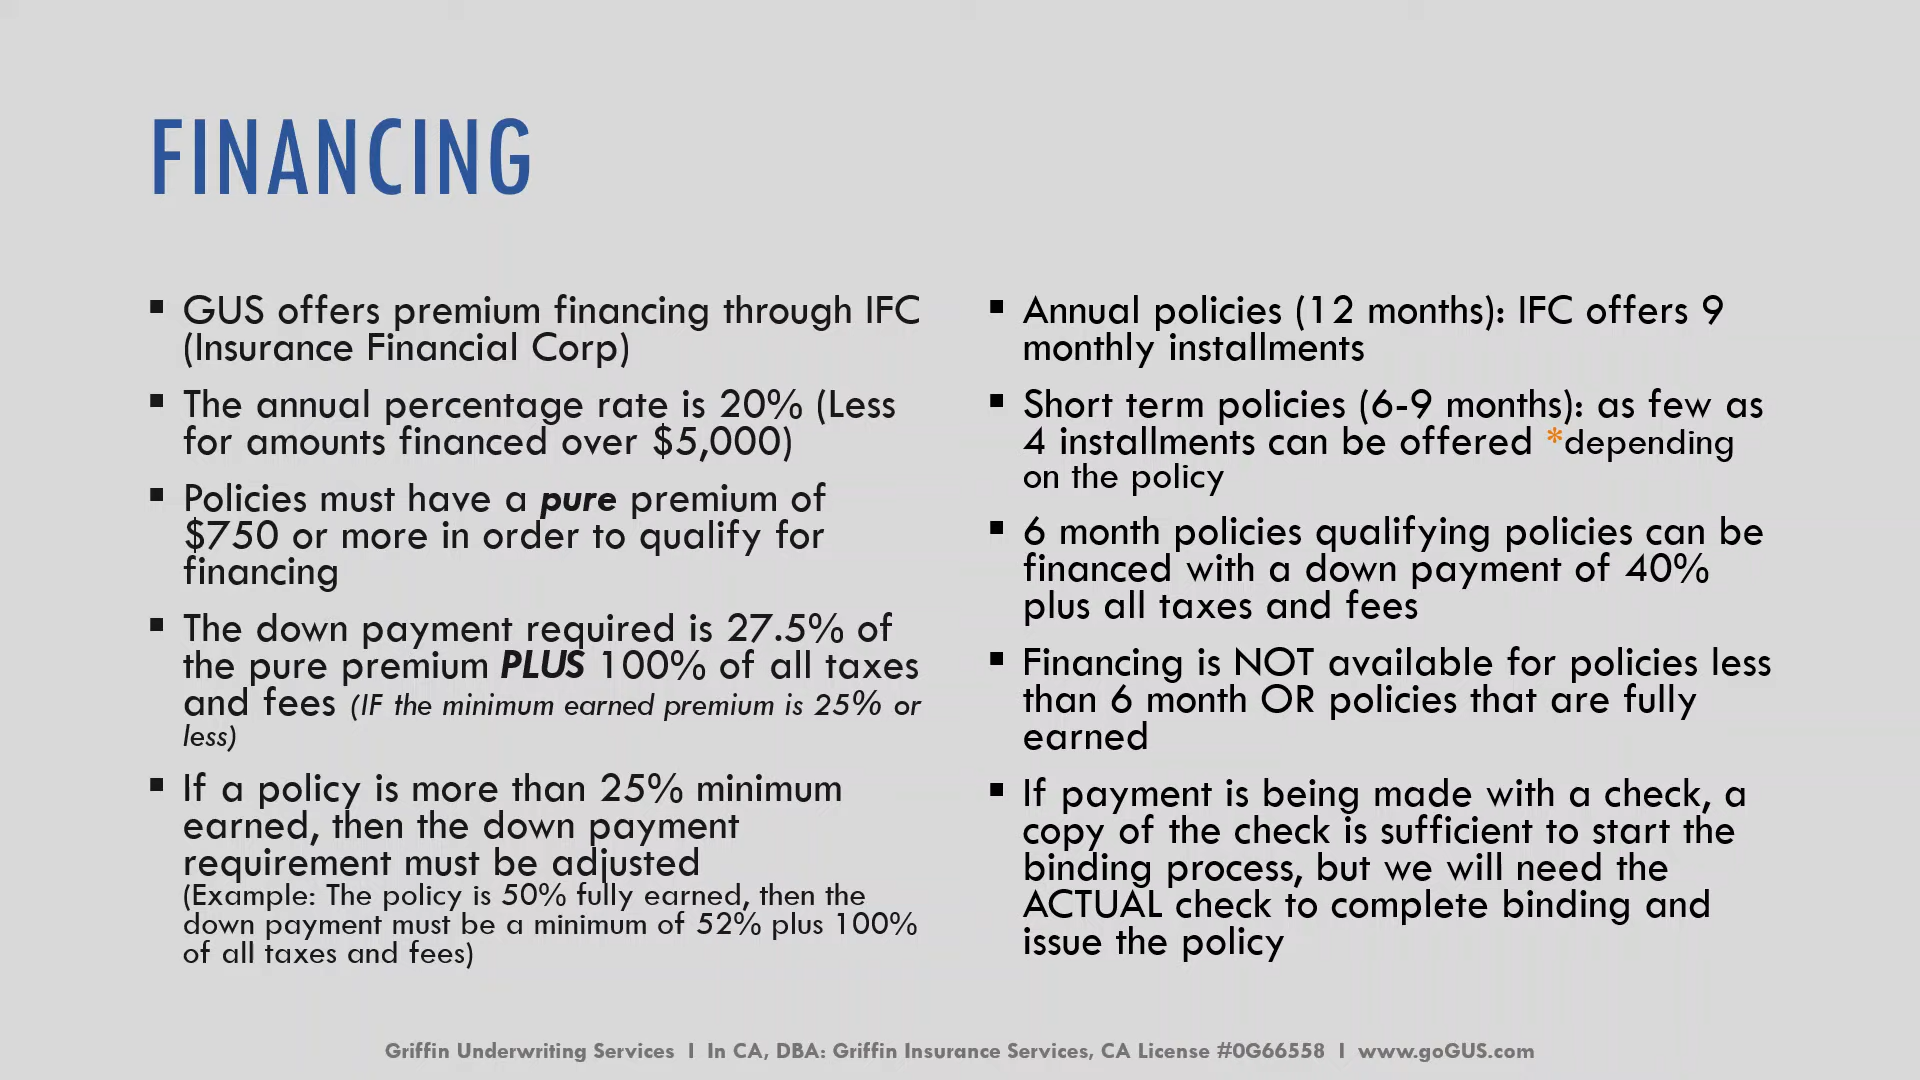 FINANCING
▪ GUS offers premium financing through IFC
(Insurance Financial Corp)
▪ The annual percentage rate is 20% (Less
for amounts financed over $5,000)
▪ Policies must have a pure premium of
$750 or more in order to qualify for
financing
▪ The down payment required is 27.5% of
the pure premium PLUS 100% of all taxes
and fees (IF the minimum earned premium is 25% or
less)
▪ If a policy is more than 25% minimum
earned, then the down payment
requirement must be adjusted
(Example: The policy is 50% fully earned, then the
down payment must be a minimum of 52% plus 100%
of all taxes and fees)
▪ Annual policies (12 months): IFC offers 9
monthly installments
▪ Short term policies (6-9 months): as few as
4 installments can be offered *depending
on the policy
▪ 6 month policies qualifying policies can be
financed with a down payment of 40%
plus all taxes and fees
▪ Financing is NOT available for policies less
than 6 month OR policies that are fully
earned
▪ If payment is being made with a check, a
copy of the check is sufficient to start the
binding process, but we will need the
ACTUAL check to complete binding and
issue the policy
Griffin Underwriting Services I In CA, DBA: Griffin Insurance Services, CA License #0G66558 I www.goGUS.com